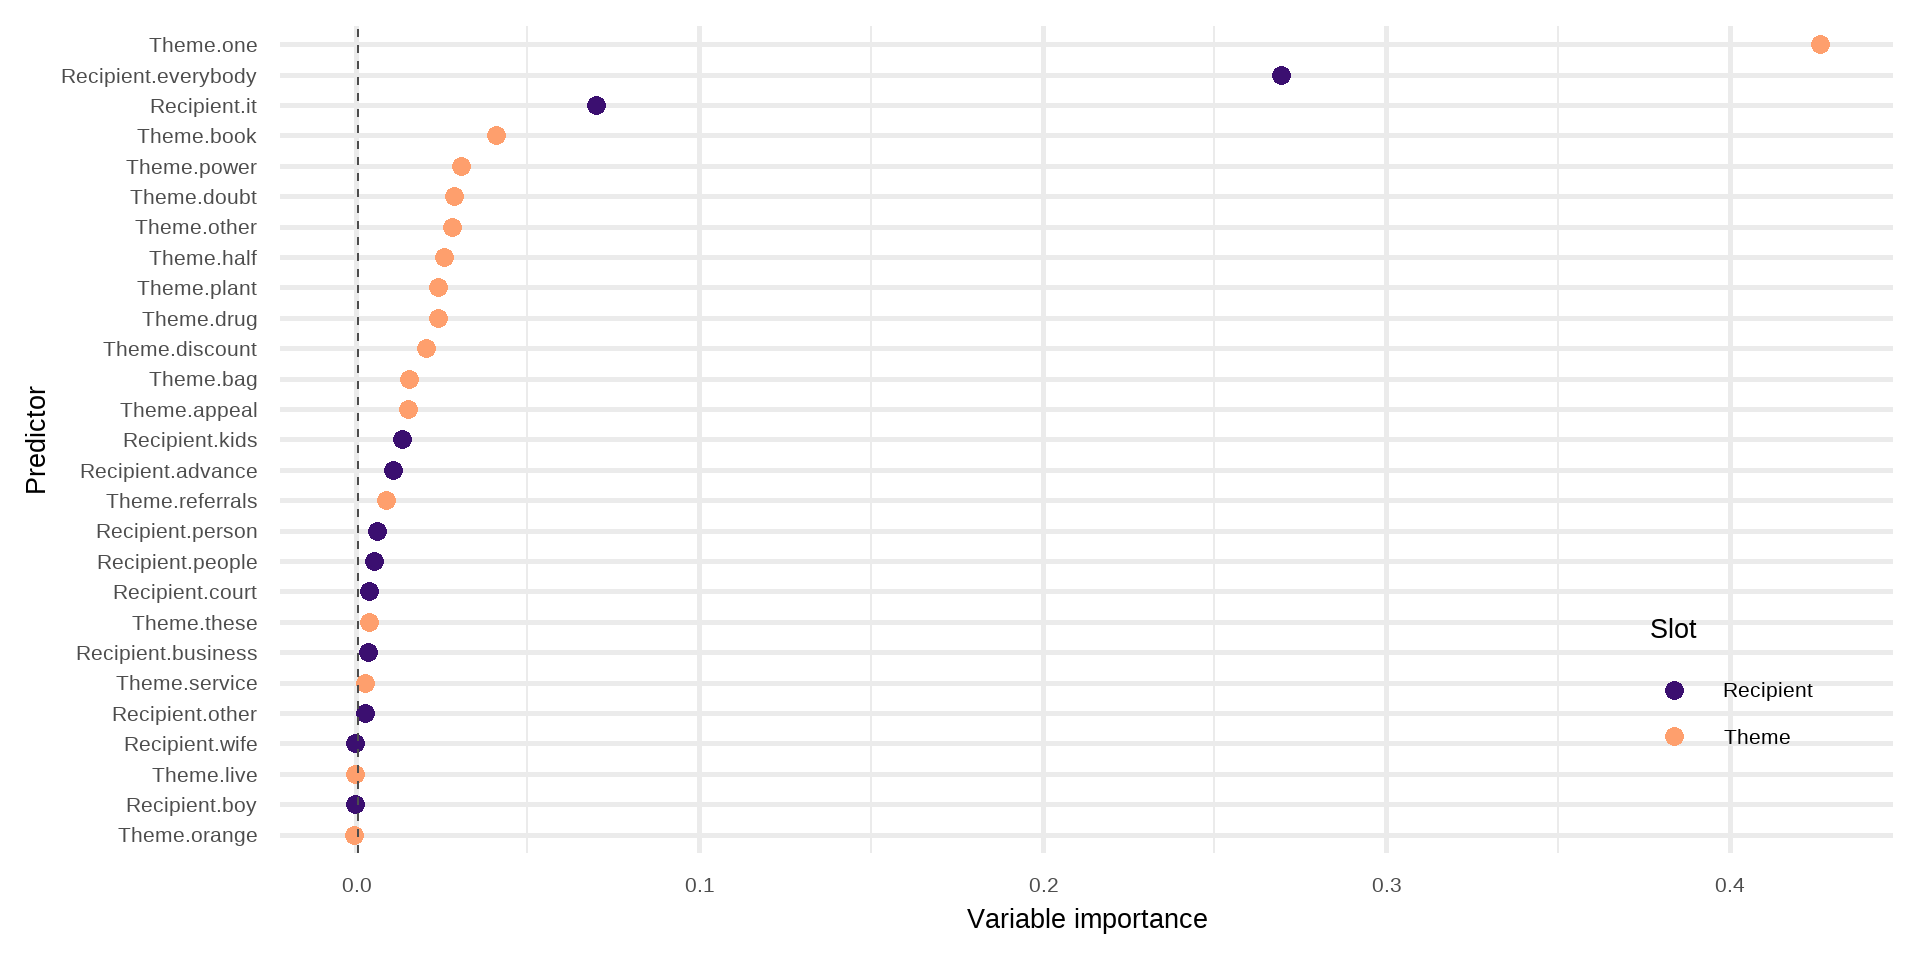 Theme.one
Recipient.everybody
Recipient.it
Theme.book
Theme.power
Theme.doubt
Theme.other
Theme.half
Theme.plant
Theme.drug
Theme.discount
Theme.bag
Theme.appeal
Recipient.kids
Recipient.advance
Theme.referrals
Recipient.person
Recipient.people
Recipient.court
Theme.these
Recipient.business
Theme.service
Recipient.other
Recipient.wife
Theme.live
Recipient.boy
Theme.orange
Predictor
0.0 0.1 0.2 0.3 0.4
Variable importance
Slot
Recipient
Theme